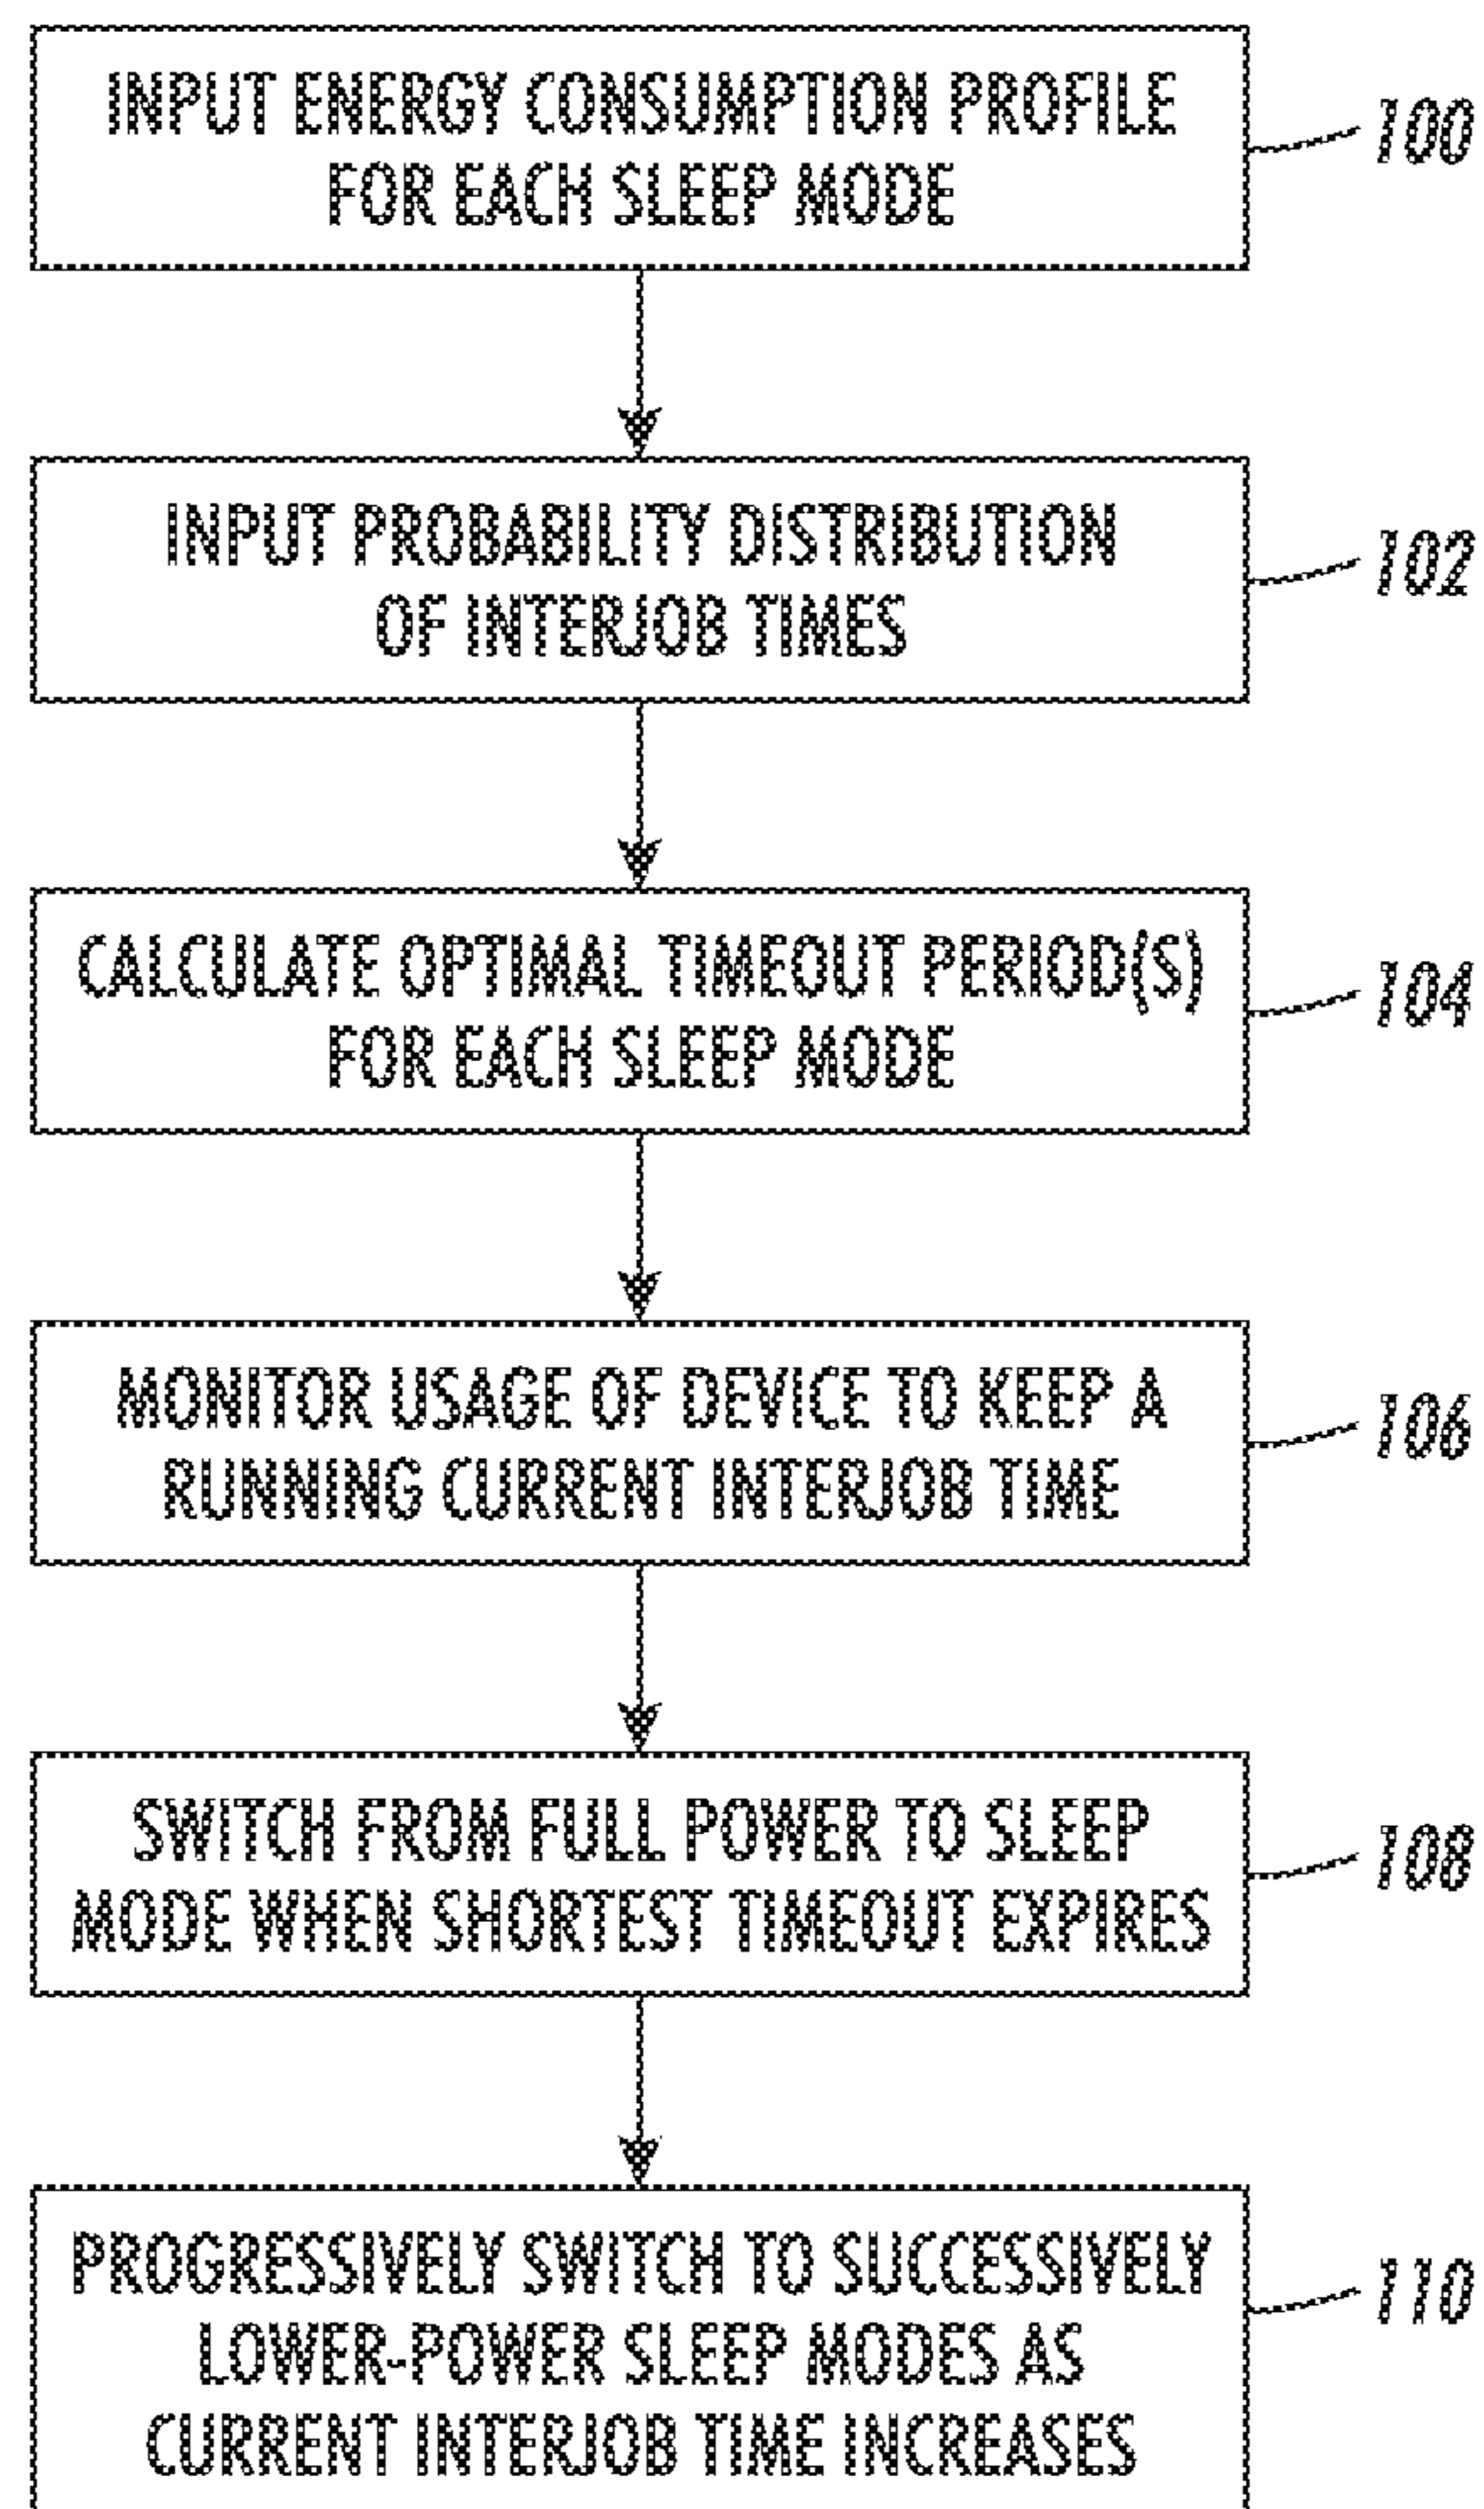 INPUT ENERGY CONSUMPTION PROFILE
FOR EACH SLEEP MODE
100
INPUT PROBABILITY DISTRIBUTION
OF INTERJOB TIMES
102
CALCULATE OPTIMAL TIMEOUT PERIOD(S)
FOR EACH SLEEP MODE
104
MONITOR USAGE OF DEVICE TO KEEP A
RUNNING CURRENT INTERJOB TIME
106
SWITCH FROM FULL POWER TO SLEEP
MODE WHEN SHORTEST TIMEOUT EXPIRES
108
PROGRESSIVELY SWITCH TO SUCCESSIVELY
LOWER-POWER SLEEP MODES AS
CURRENT INTERJOB TIME INCREASES
110